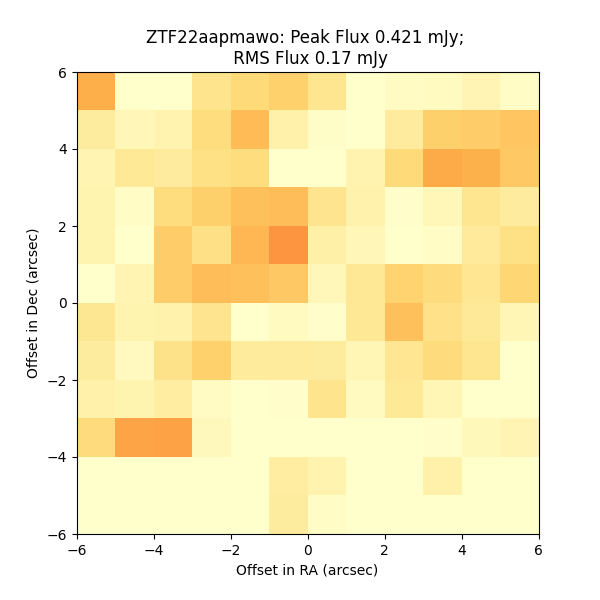 ZTF22aapmawo: Peak Flux 0.421 mJy;
RMS Flux 0.17 mJy
6
4
2
0
−2
−4
−6
Offset in Dec (arcsec)
−6 −4 −2 0 2 4 6
Offset in RA (arcsec)